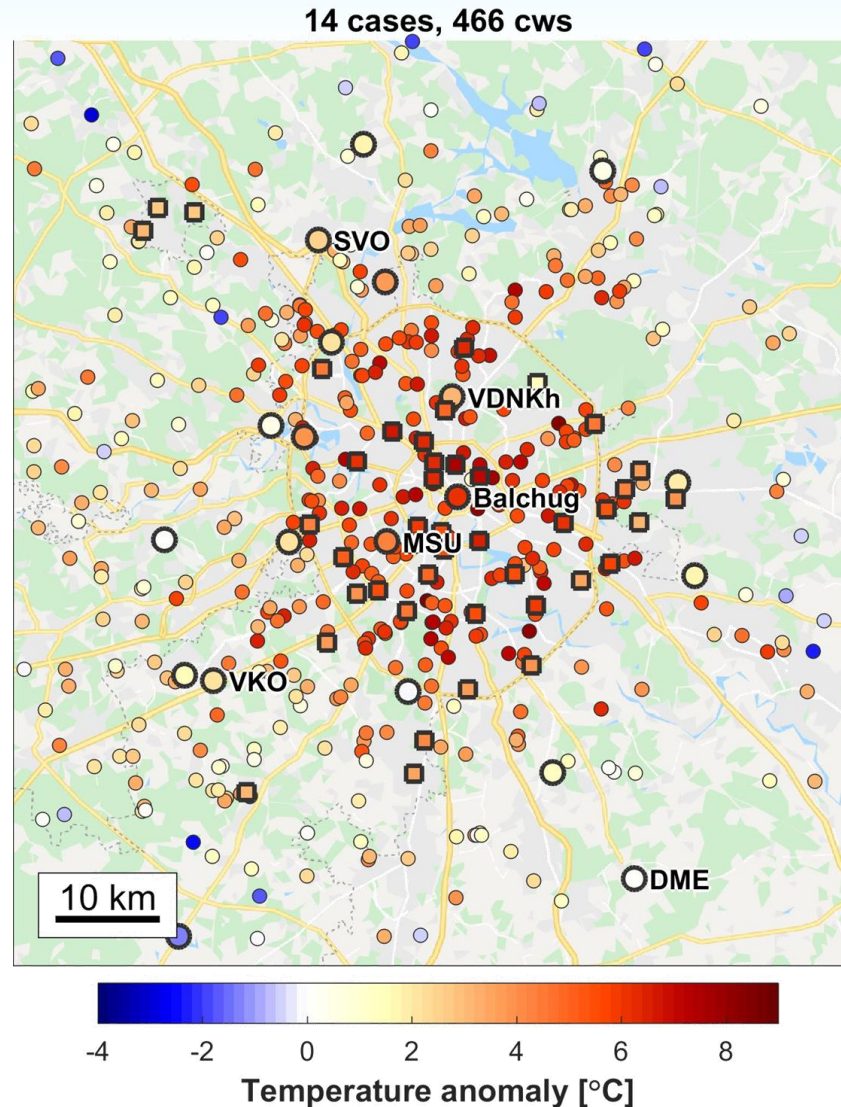 14 cases, 466 cws
SVO
VDNKh
Balchug
MSU
VKO
DME
10 km
-4 -2 0 2 4 6 8
Temperature anomaly [°C]